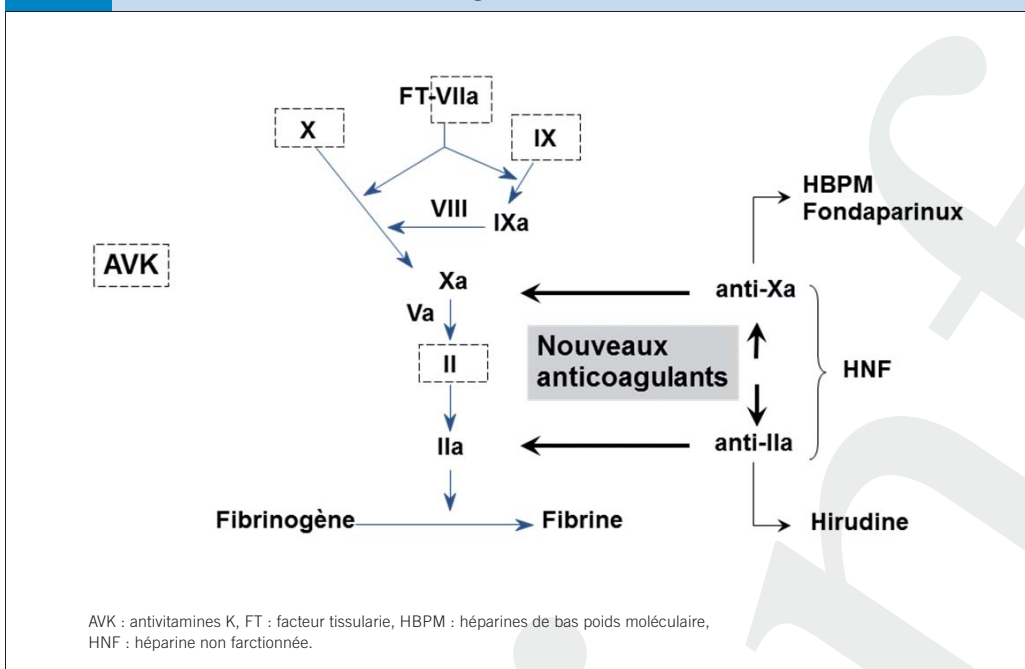 FT-VIIa
X
IX
VIII
IXa
AVK
Xa
Va
II
IIa
Fibrinogène
Fibrine
Nouveaux
anticoagulants
HBPM
Fondaparinux
anti-Xa
HNF
anti-IIa
Hirudine
AVK : antivitamines K, FT : facteur tissularie, HBPM : héparines de bas poids moléculaire,
HNF : héparine non farctionnée.